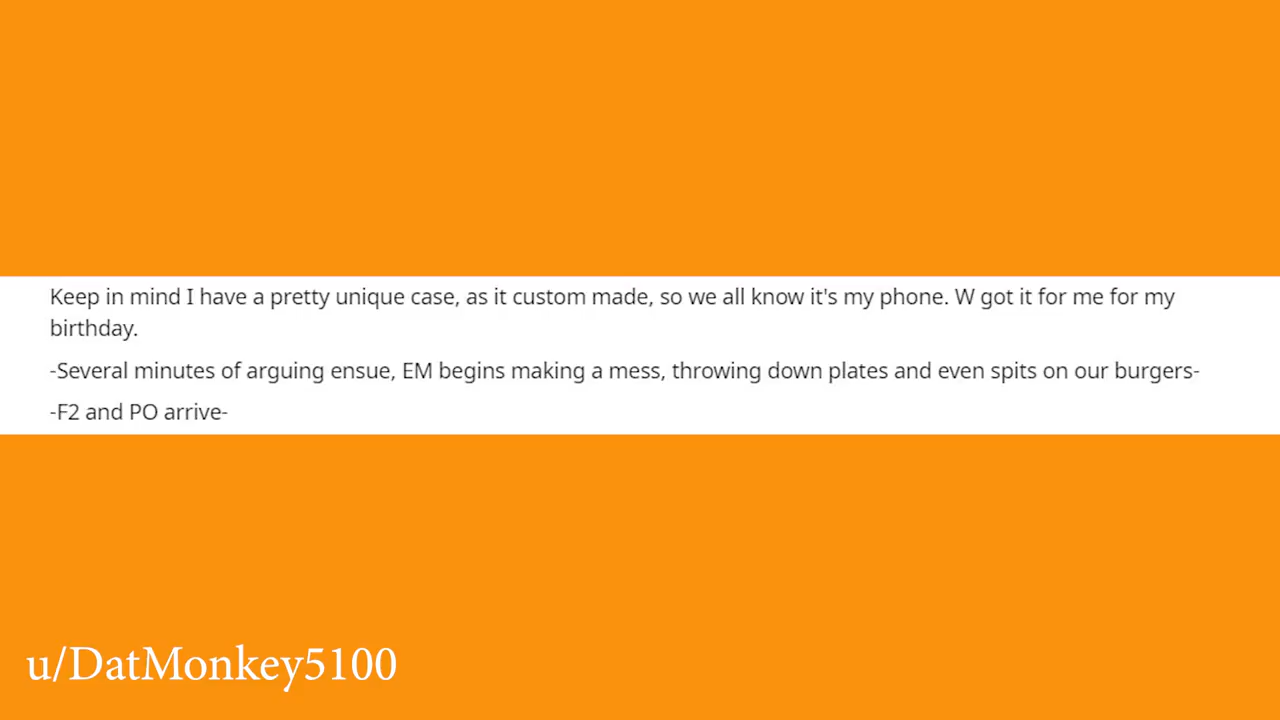 Keep in mind I have a pretty unique case, as it custom made, so we all know it's my phone. W got it for me for my
birthday.
-Several minutes of arguing ensue, EM begins making a mess, throwing down plates and even spits on our burgers-
-F2 and PO arrive-
u/DatMonkey5100